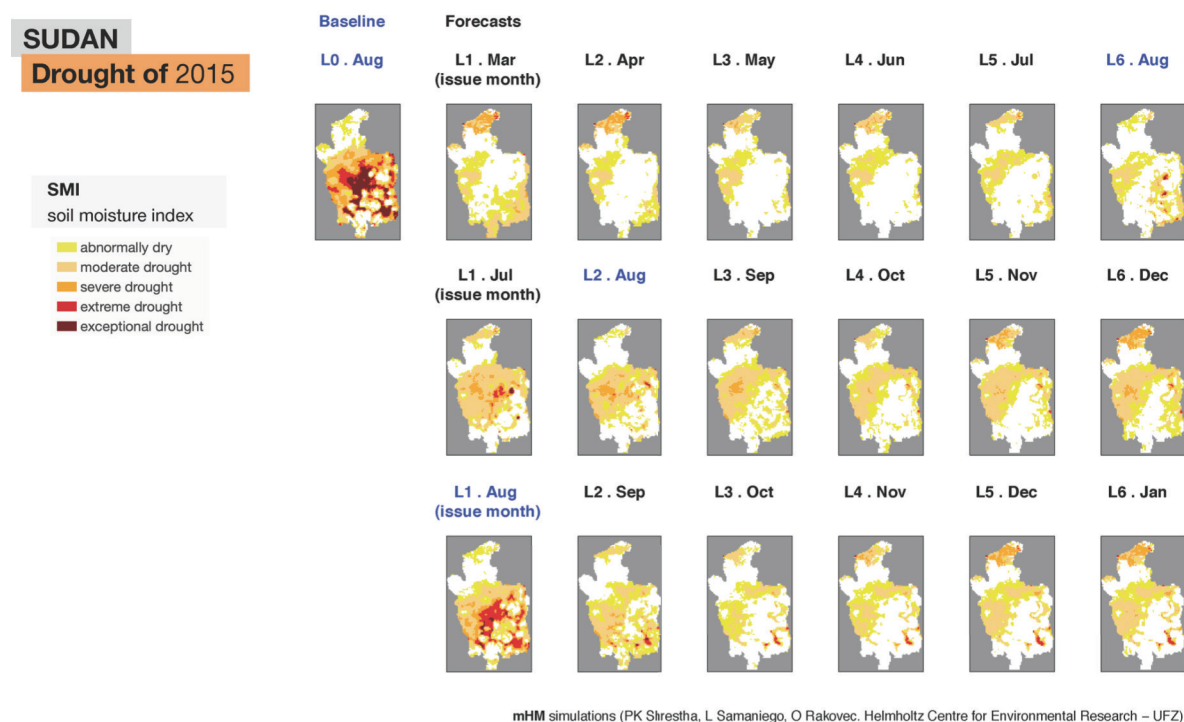 SUDAN
Drought of 2015
SMI
soil moisture index
abnormally dry
moderate drought
severe drought
extreme drought
exceptional drought
Baseline
Forecasts
L0 . Aug
L1 . Mar
(issue month)
L2 . Apr
L3 . May
L4 . Jun
L5 . Jul
L6 . Aug
L1 . Jul
(issue month)
L2 . Aug
L3 . Sep
L4 . Oct
L5 . Nov
L6 . Dec
L1 . Aug
(issue month)
L2 . Sep
L3 . Oct
L4 . Nov
L5 . Dec
L6 . Jan
mHM simulations (PK Shrestha, L Samaniego, O Rakovec. Helmholtz Centre for Environmental Research – UFZ)